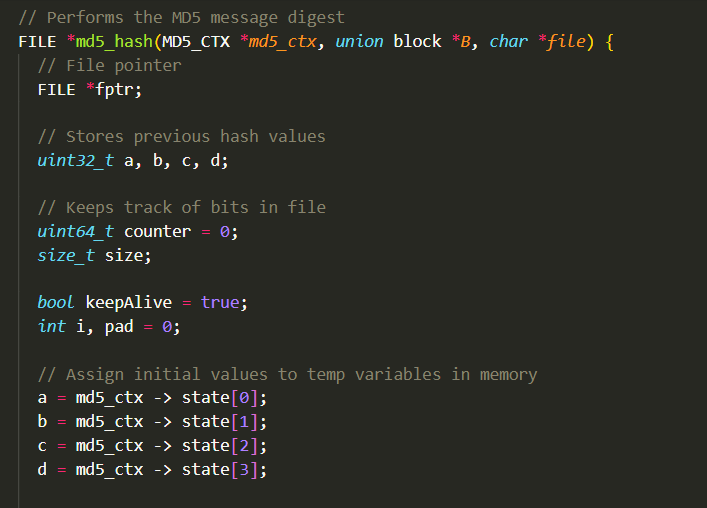 // Performs the MD5 message digest
FILE *md5_hash(MD5_CTX *md5_ctx, union block *B, char *file) {
// File pointer
FILE *fptr;
// Stores previous hash values
uint32_t a, b, c, d;
// Keeps track of bits in file
uint64_t counter = 0;
size_t size;
bool keepAlive = true;
int i, pad = 0;
// Assign initial values to temp variables in memory
a = md5_ctx -> state[0];
b = md5_ctx -> state[1];
c = md5_ctx -> state[2];
d = md5_ctx -> state[3];